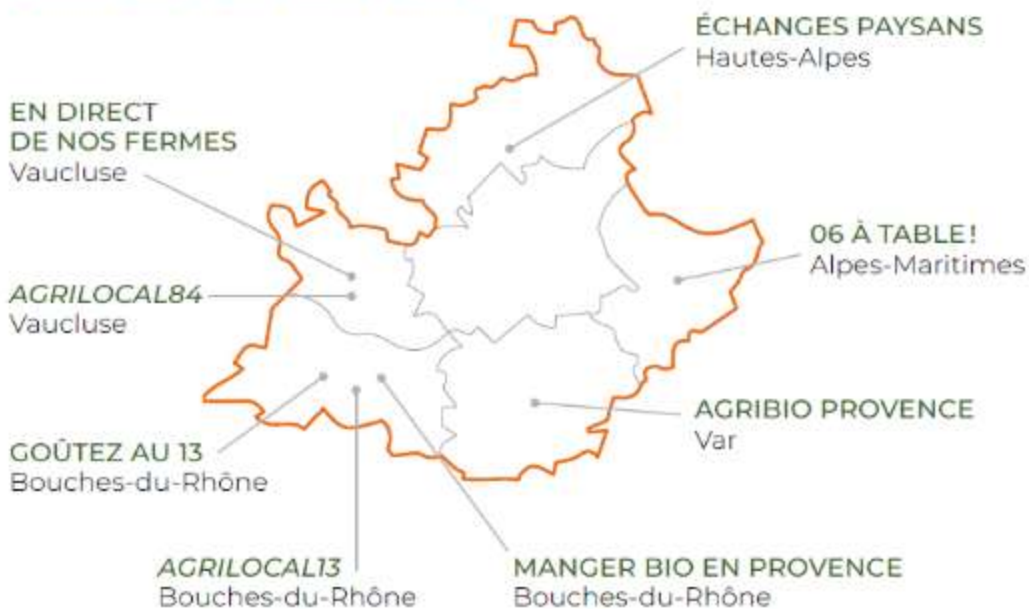 ÉCHANGES PAYSANS
Hautes-Alpes
EN DIRECT
DE NOS FERMES
Vaucluse
06 À TABLE!
Alpes-Maritimes
AGRILOCAL84
Vaucluse
AGRIBIO PROVENCE
Var
GOÛTEZ AU 13
Bouches-du-Rhône
AGRILOCAL13
Bouches-du-Rhône
MANGER BIO EN PROVENCE
Bouches-du-Rhône